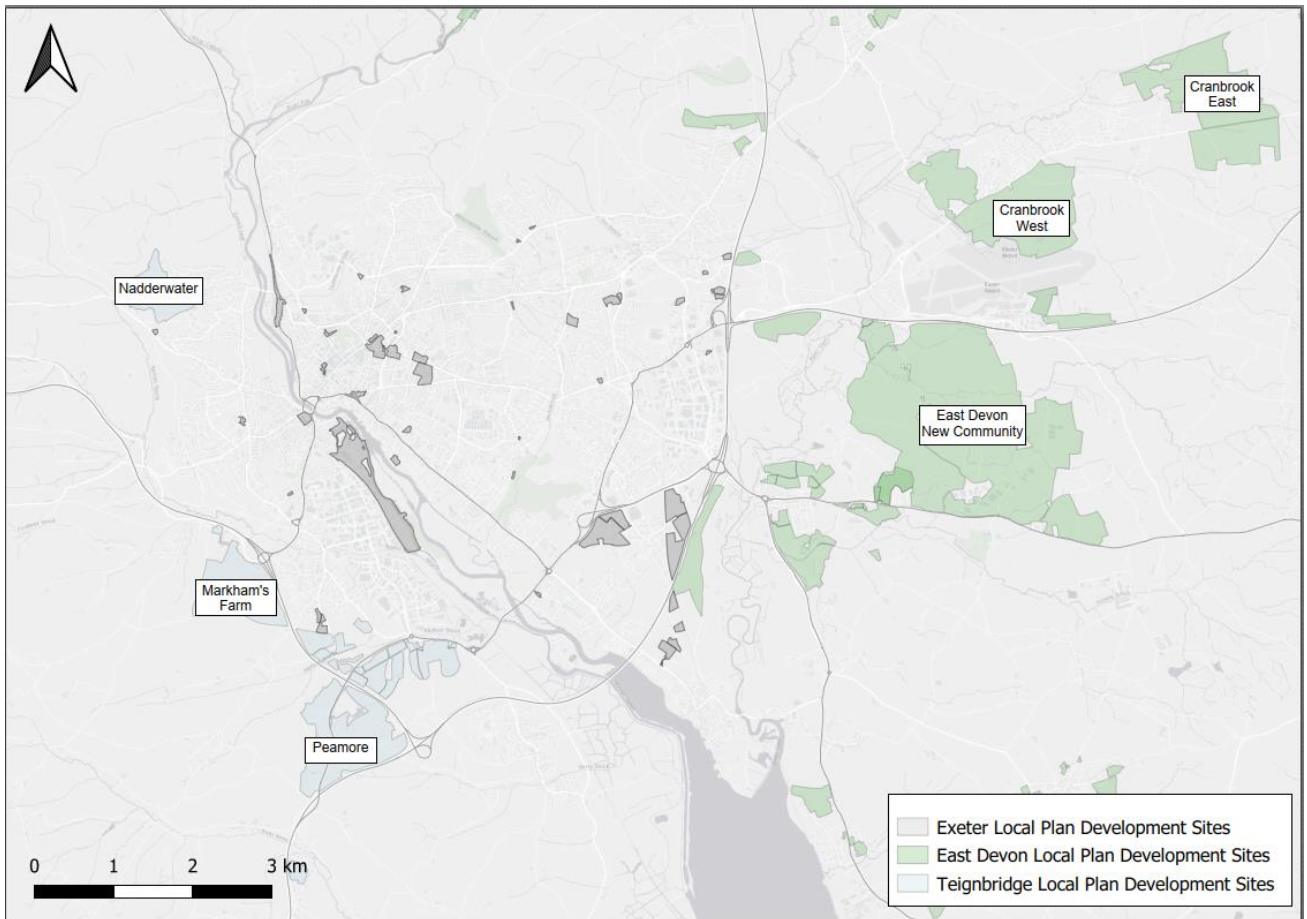 Cranbrook
East
Cranbrook
West
Nadderwater
East Devon
New Community
Markham's
Farm
Peamore
0 1 2 3 km
Exeter Local Plan Development Sites
East Devon Local Plan Development Sites
Teignbridge Local Plan Development Sites